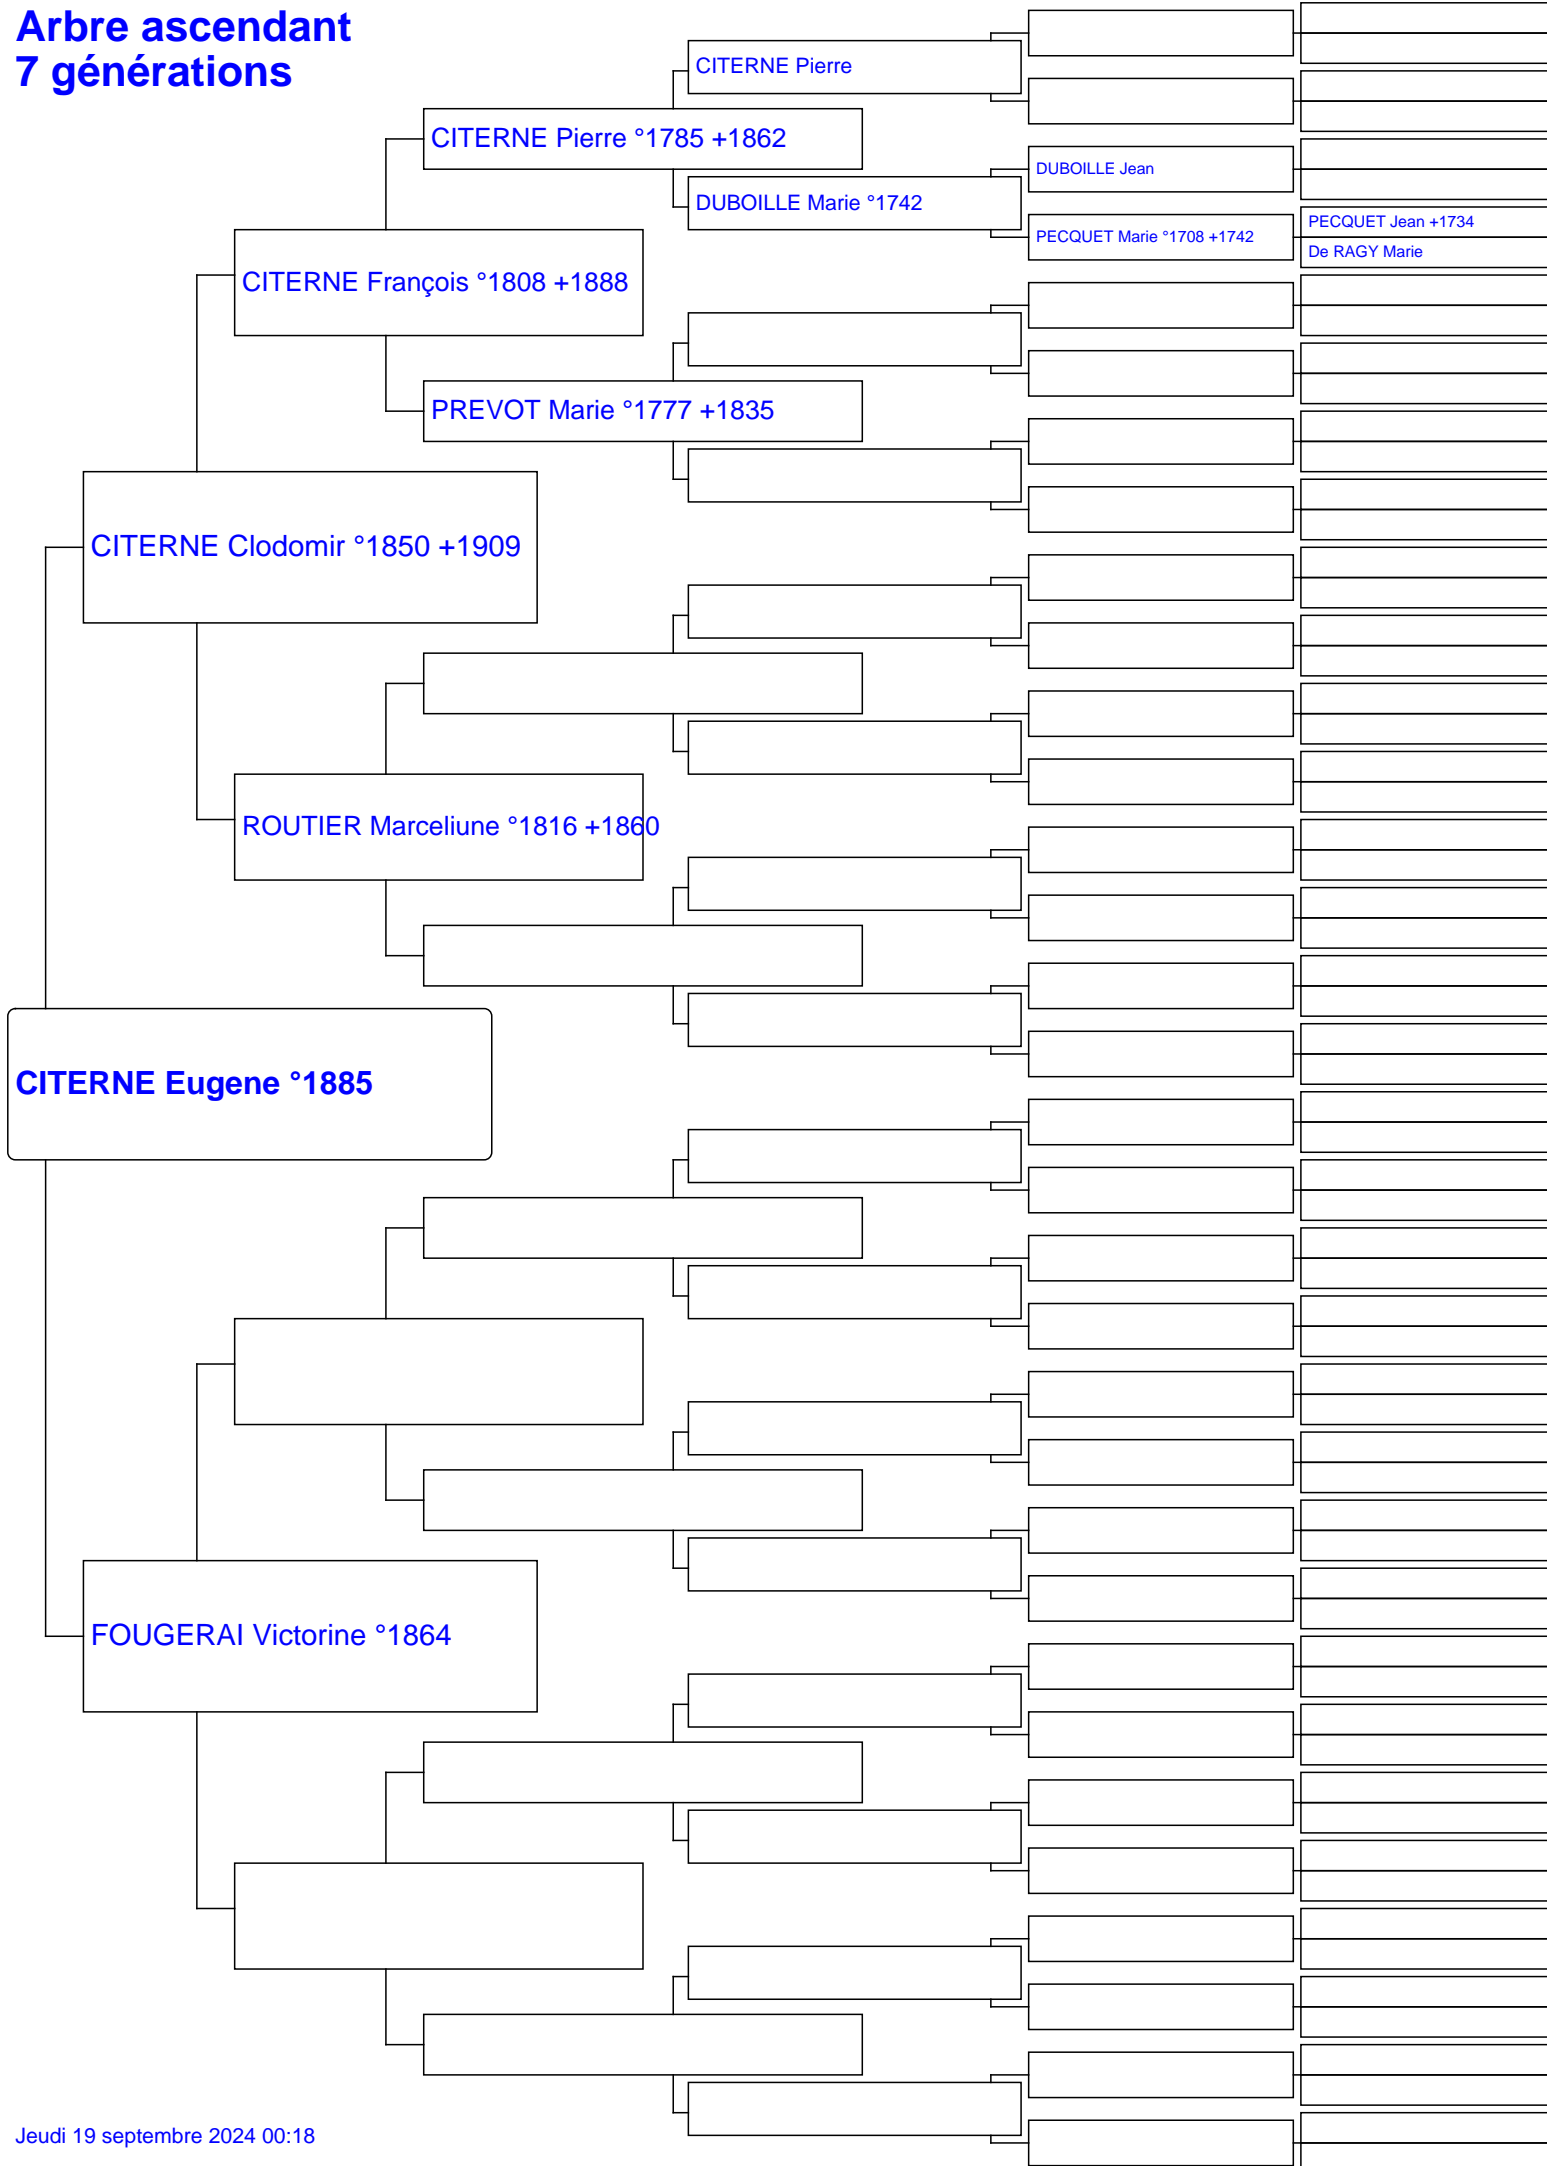 Arbre ascendant
7 générations
CITERNE Pierre
CITERNE Pierre °1785 +1862
DUBOILLE Jean
DUBOILLE Marie °1742
PECQUET Marie °1708 +1742
PECQUET Jean +1734
De RAGY Marie
CITERNE François °1808 +1888
PREVOT Marie °1777 +1835
CITERNE Clodomir °1850 +1909
ROUTIER Marceliune °1816 +1860
CITERNE Eugene °1885
FOUGERAI Victorine °1864
Jeudi 19 septembre 2024 00:18